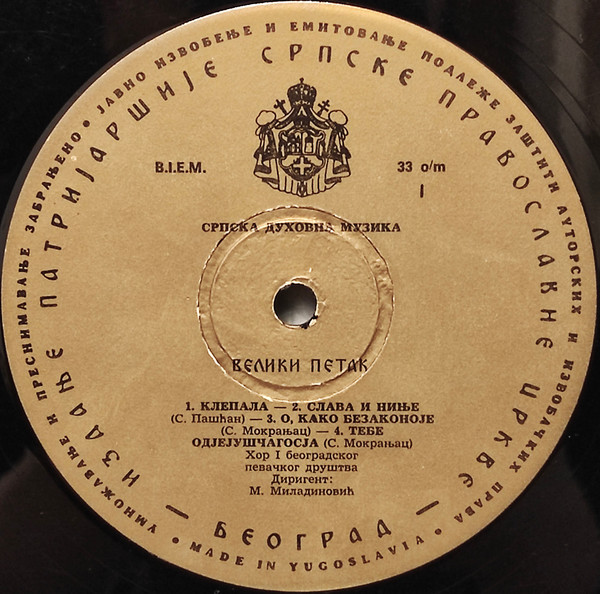 УМНОЖАВАЊЕ И ПРЕСНИМАВАЊЕ ЗАБРАЊЕНО • ЈАВНО ИЗВОЂЕЊЕ И ЕМИТОВАЊЕ ПОДЛЕЖЕ ЗАШТИТИ АУТОРСКИХ И ИЗВОЂАЧКИХ ПРАВА •
ИЗДАЊЕ ПАТРИЈАРШИЈЕ СРПСКЕ ПРАВОСЛАВНЕ ЦРКВЕ
B.I.E.M.
33 o/m
I
СРПСКА ДУХОВНА МУЗИКА
ВЕЛИКИ ПЕТАК
1. КЛЕПАЛА — 2. СЛАВА И НИЊЕ
(С. Пашћан) — 3. О, КАКО БЕЗАКОНОЈЕ
(С. Мокрањац) — 4. ТЕБЕ
ОДЈЕЈУШЧАГОСЈА (С. Мокрањац)
Хор I београдског
певачког друштва
Диригент:
М. Миладиновић
— БЕОГРАД —
• MADE IN YUGOSLAVIA •